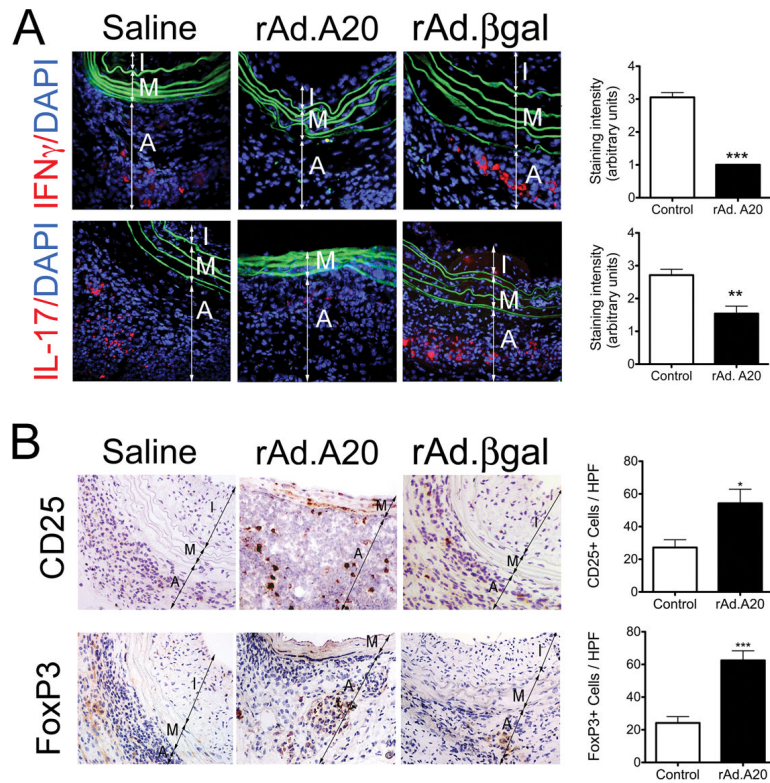 A
Saline rAd.A20 rAd.βgal
IFNγ/DAPI
I
M
A
I
M
A
I
M
A
Staining intensity
(arbitrary units)
4
3
2
1
0
***
Control rAd. A20
IL-17/DAPI
I
M
A
M
A
I
M
A
Staining intensity
(arbitrary units)
4
3
2
1
0
**
Control rAd. A20
B
Saline rAd.A20 rAd.βgal
CD25
I
M
A
M
A
I
M
A
CD25+ Cells / HPF
80
60
40
20
0
*
Control rAd.A20
FoxP3
I
M
A
M
A
I
M
A
FoxP3+ Cells / HPF
80
60
40
20
0
***
Control rAd.A20